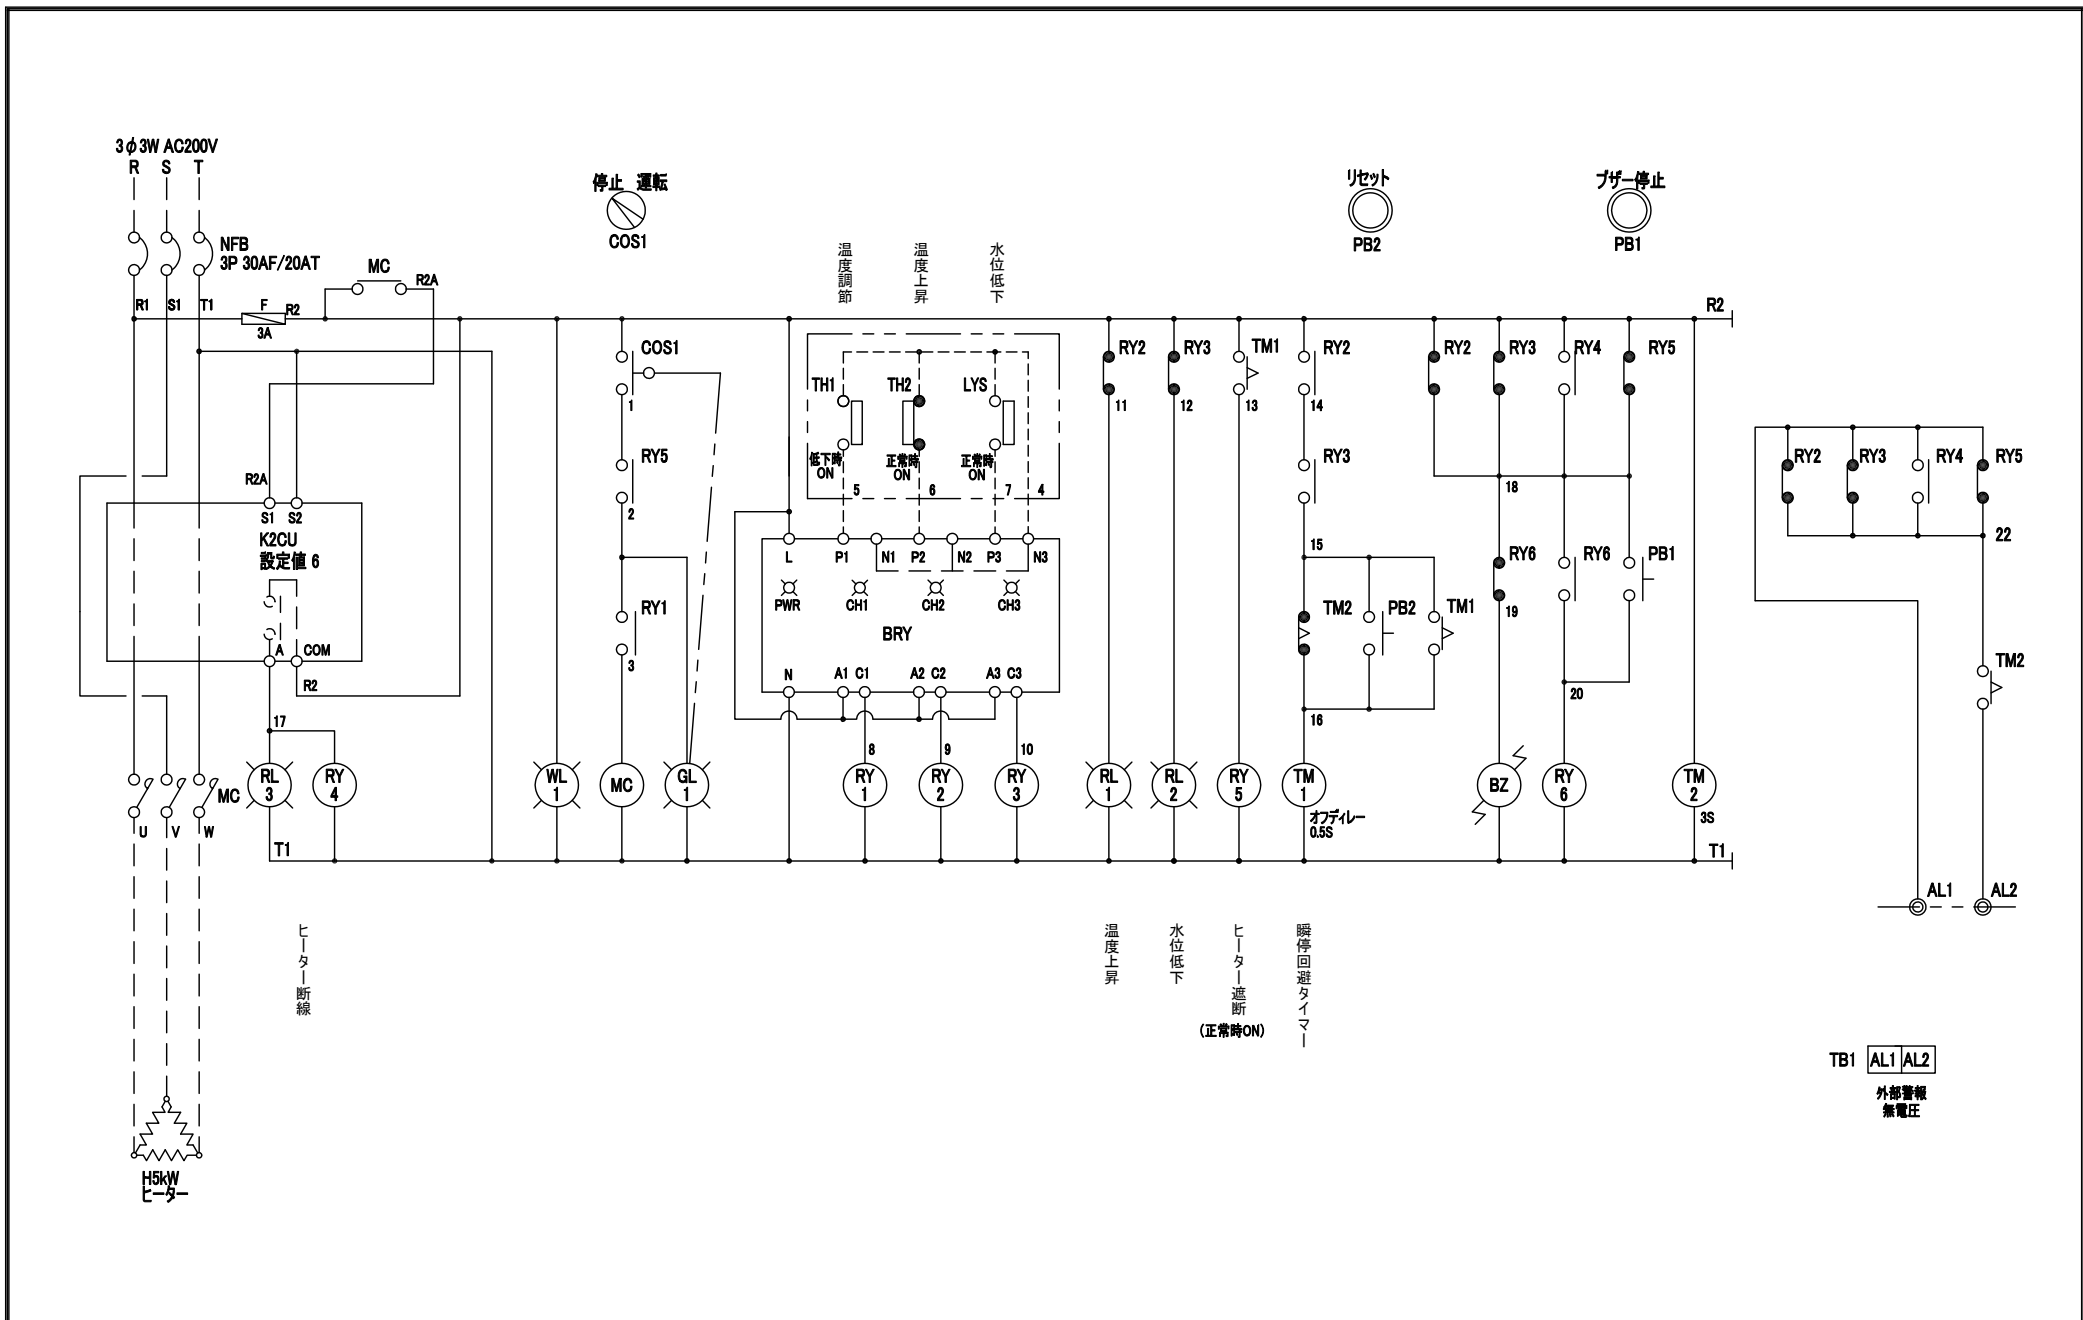 3φ3W AC200V
R S T
停止 運転
COS1
リセット
PB2
ブザー停止
PB1
NFB
3P 30AF/20AT
MC
R2A
温度調節
温度上昇
水位低下
R1 S1 T1
F
R2
3A
R2
COS1
1
RY5
2
RY1
3
TH1
TH2
LYS
低下時
ON
正常時
ON
正常時
ON
5
6
7
4
RY2
11
RY3
12
TM1
13
RY2
14
RY3
15
TM2
PB2
TM1
16
RY2
RY3
RY4
RY5
18
RY6
RY6
PB1
19
20
RY2
RY3
RY4
RY5
22
TM2
R2A
S1 S2
K2CU
設定値 6
A
COM
R2
17
L P1 N1 P2 N2 P3 N3
PWR CH1 CH2 CH3
BRY
N A1 C1 A2 C2 A3 C3
8
9
10
MC
U V W
RL
3
RY
4
WL
1
MC
GL
1
RY
1
RY
2
RY
3
RL
1
RL
2
RY
5
TM
1
オフディレー
0.5S
BZ
RY
6
TM
2
3S
T1
T1
AL1
AL2
ヒーター断線
温度上昇
水位低下
ヒーター遮断
(正常時ON)
瞬停回避タイマー
TB1 AL1 AL2
外部警報
無電圧
H5kW
ヒーター